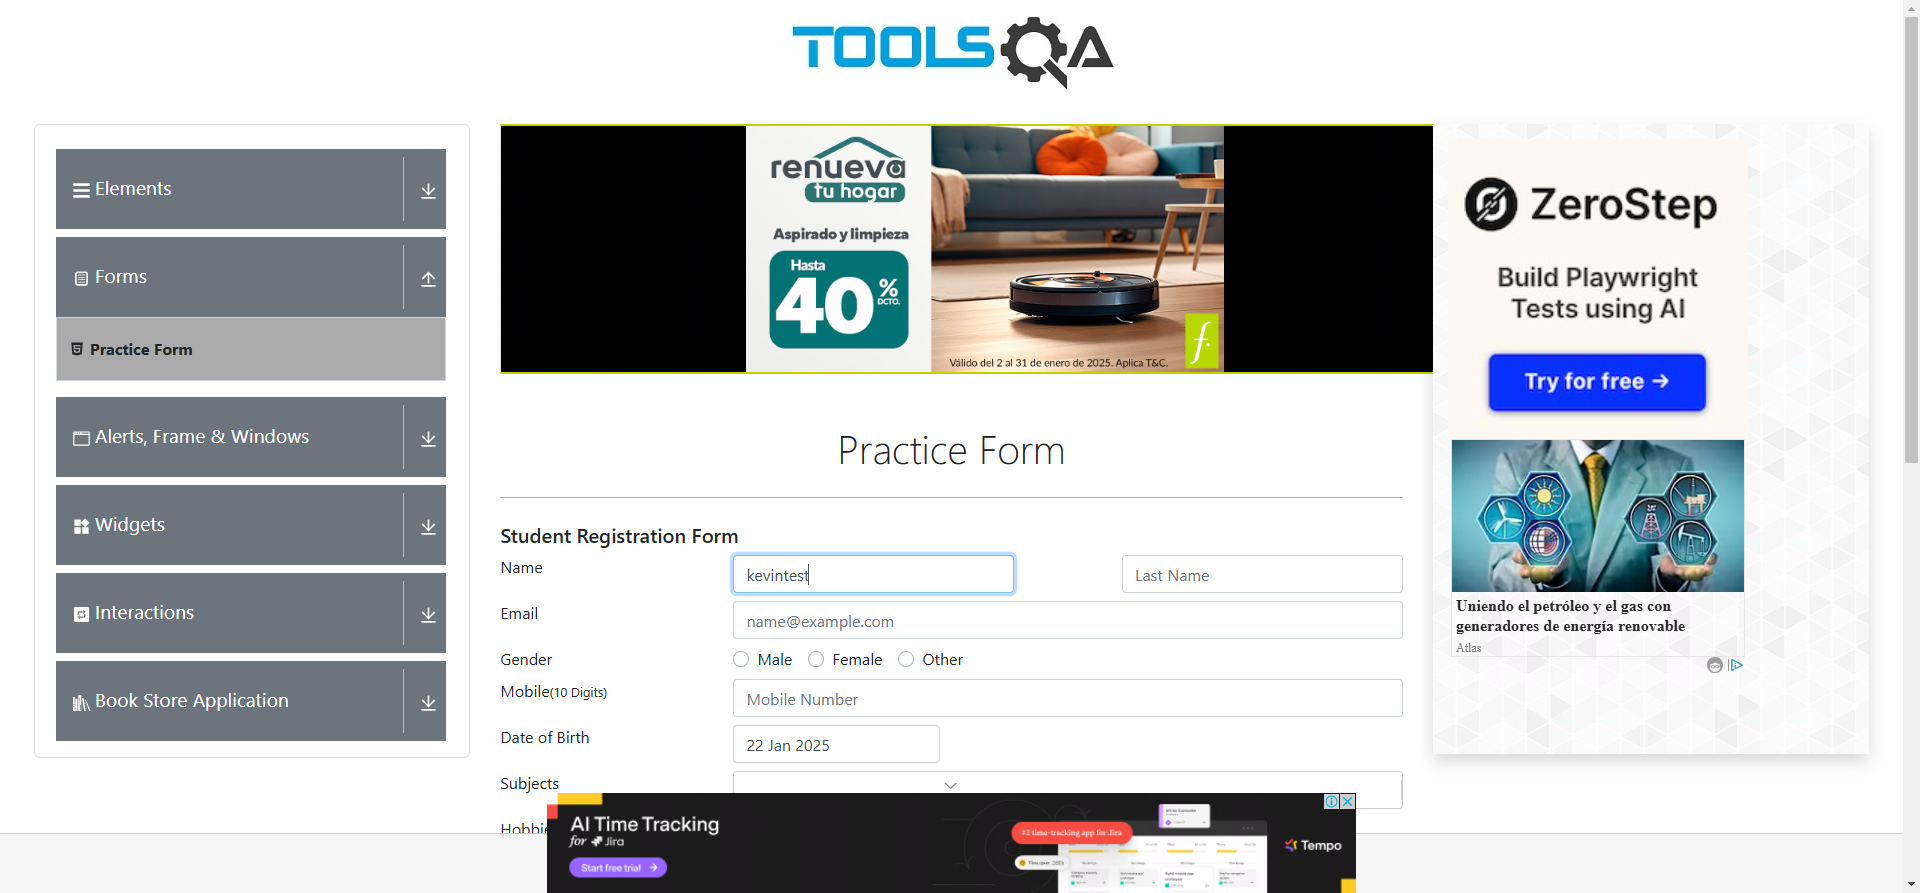 TOOLSQA
Elements
Forms
Practice Form
Alerts, Frame & Windows
Widgets
Interactions
Book Store Application
renueva
tu hogar
Aspirado y limpieza
Hasta
40%
DCTO.
Válido del 2 al 31 de enero de 2025. Aplica T&C.
f.
ZeroStep
Build Playwright
Tests using AI
Try for free →
Uniendo el petróleo y el gas con
generadores de energía renovable
Atlas
Practice Form
Student Registration Form
Name
kevintest
Last Name
Email
name@example.com
Gender
Male
Female
Other
Mobile(10 Digits)
Mobile Number
Date of Birth
22 Jan 2025
Subjects
Hobbie
AI Time Tracking
for Jira
Start free trial →
#1 time-tracking app for Jira
Tempo